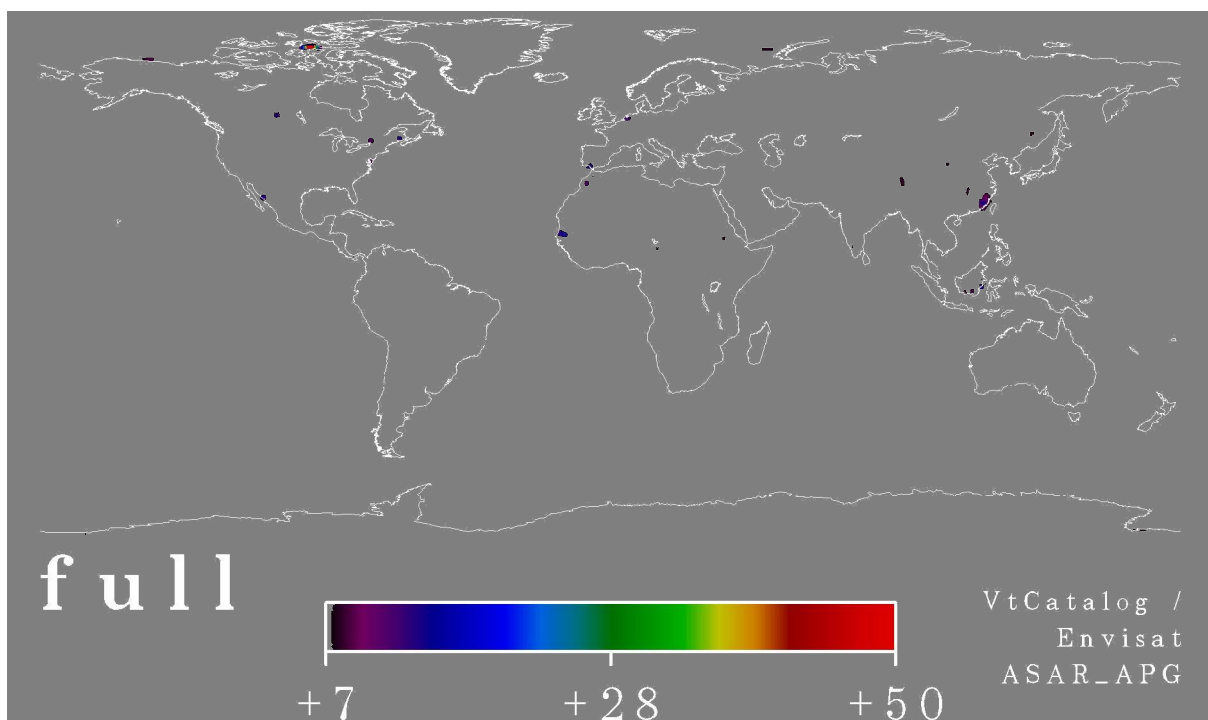 full
VtCatalog /
Envisat
ASAR_APG
+7 +28 +50